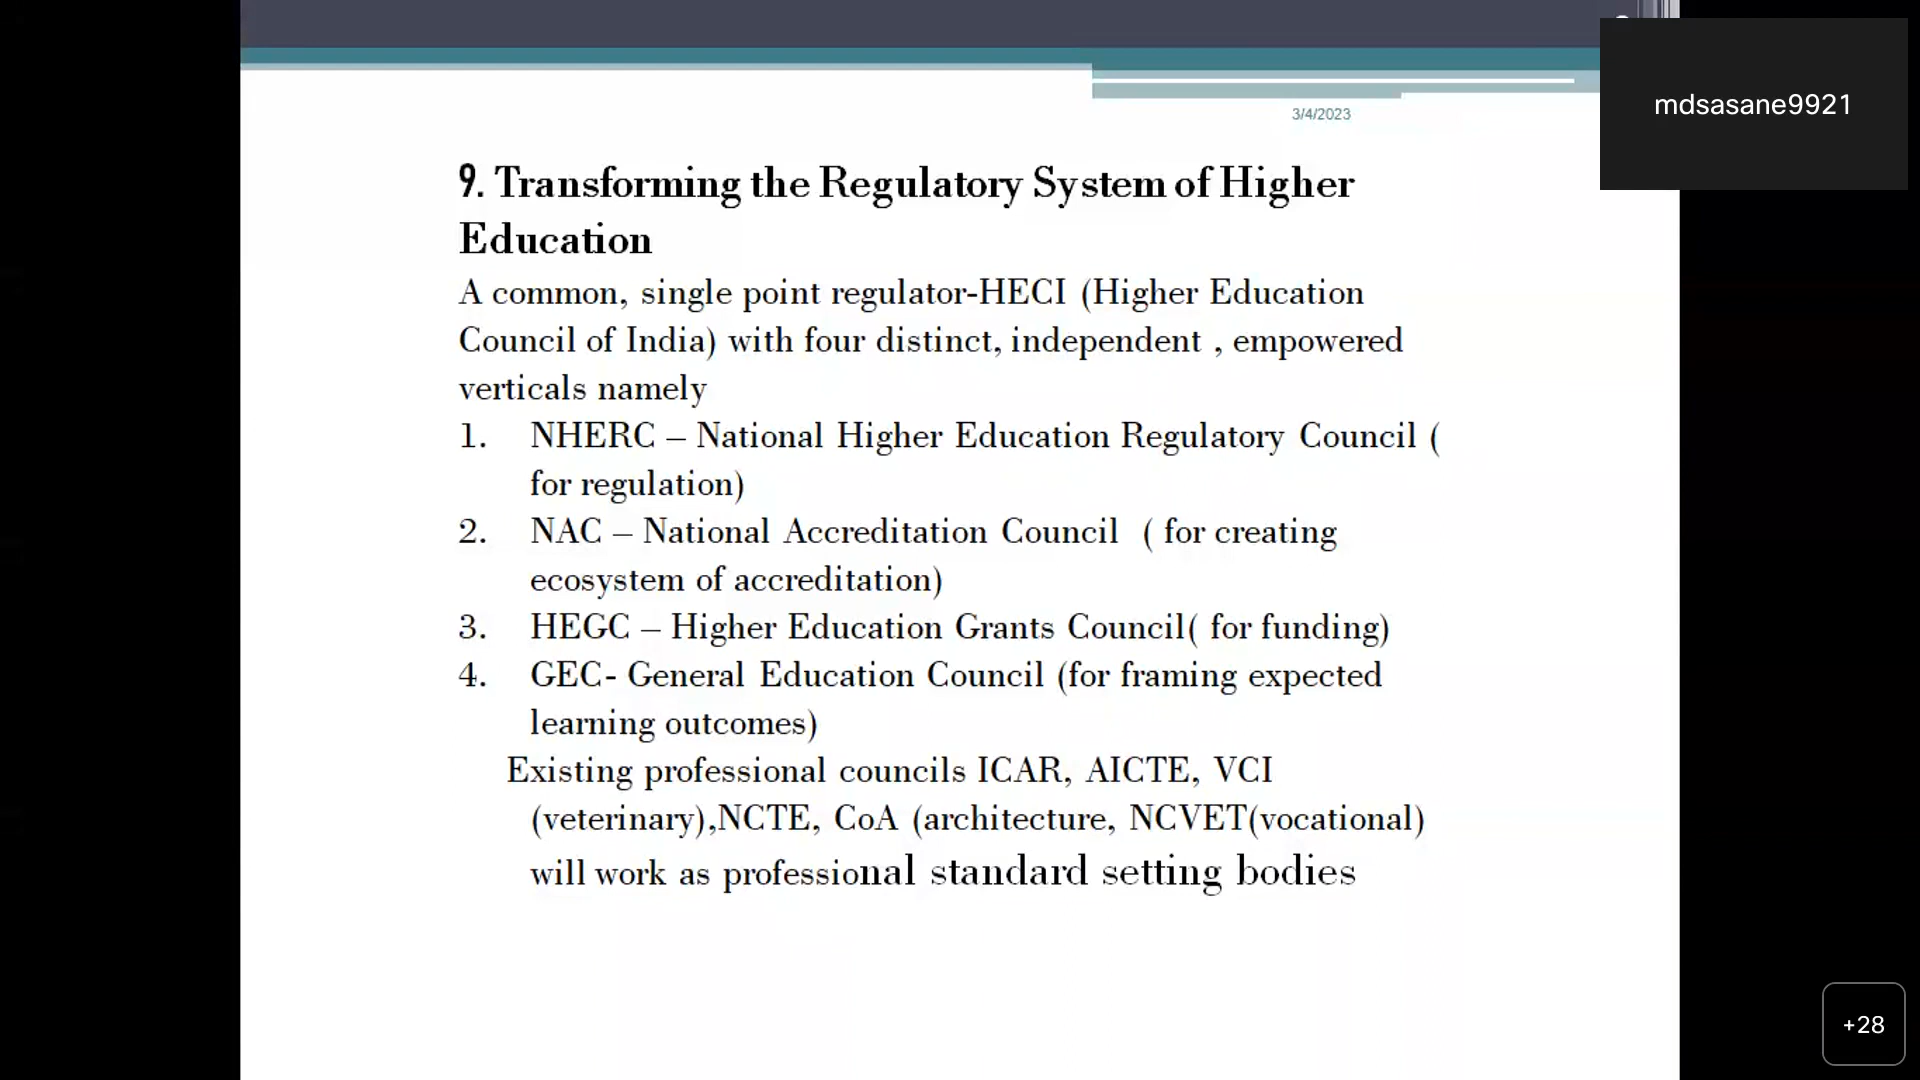 mdsasane9921
3/4/2023
9. Transforming the Regulatory System of Higher
Education
A common, single point regulator-HECI (Higher Education
Council of India) with four distinct, independent , empowered
verticals namely
1. NHERC – National Higher Education Regulatory Council (
for regulation)
2. NAC – National Accreditation Council ( for creating
ecosystem of accreditation)
3. HEGC – Higher Education Grants Council( for funding)
4. GEC- General Education Council (for framing expected
learning outcomes)
Existing professional councils ICAR, AICTE, VCI
(veterinary),NCTE, CoA (architecture, NCVET(vocational)
will work as professional standard setting bodies
+28